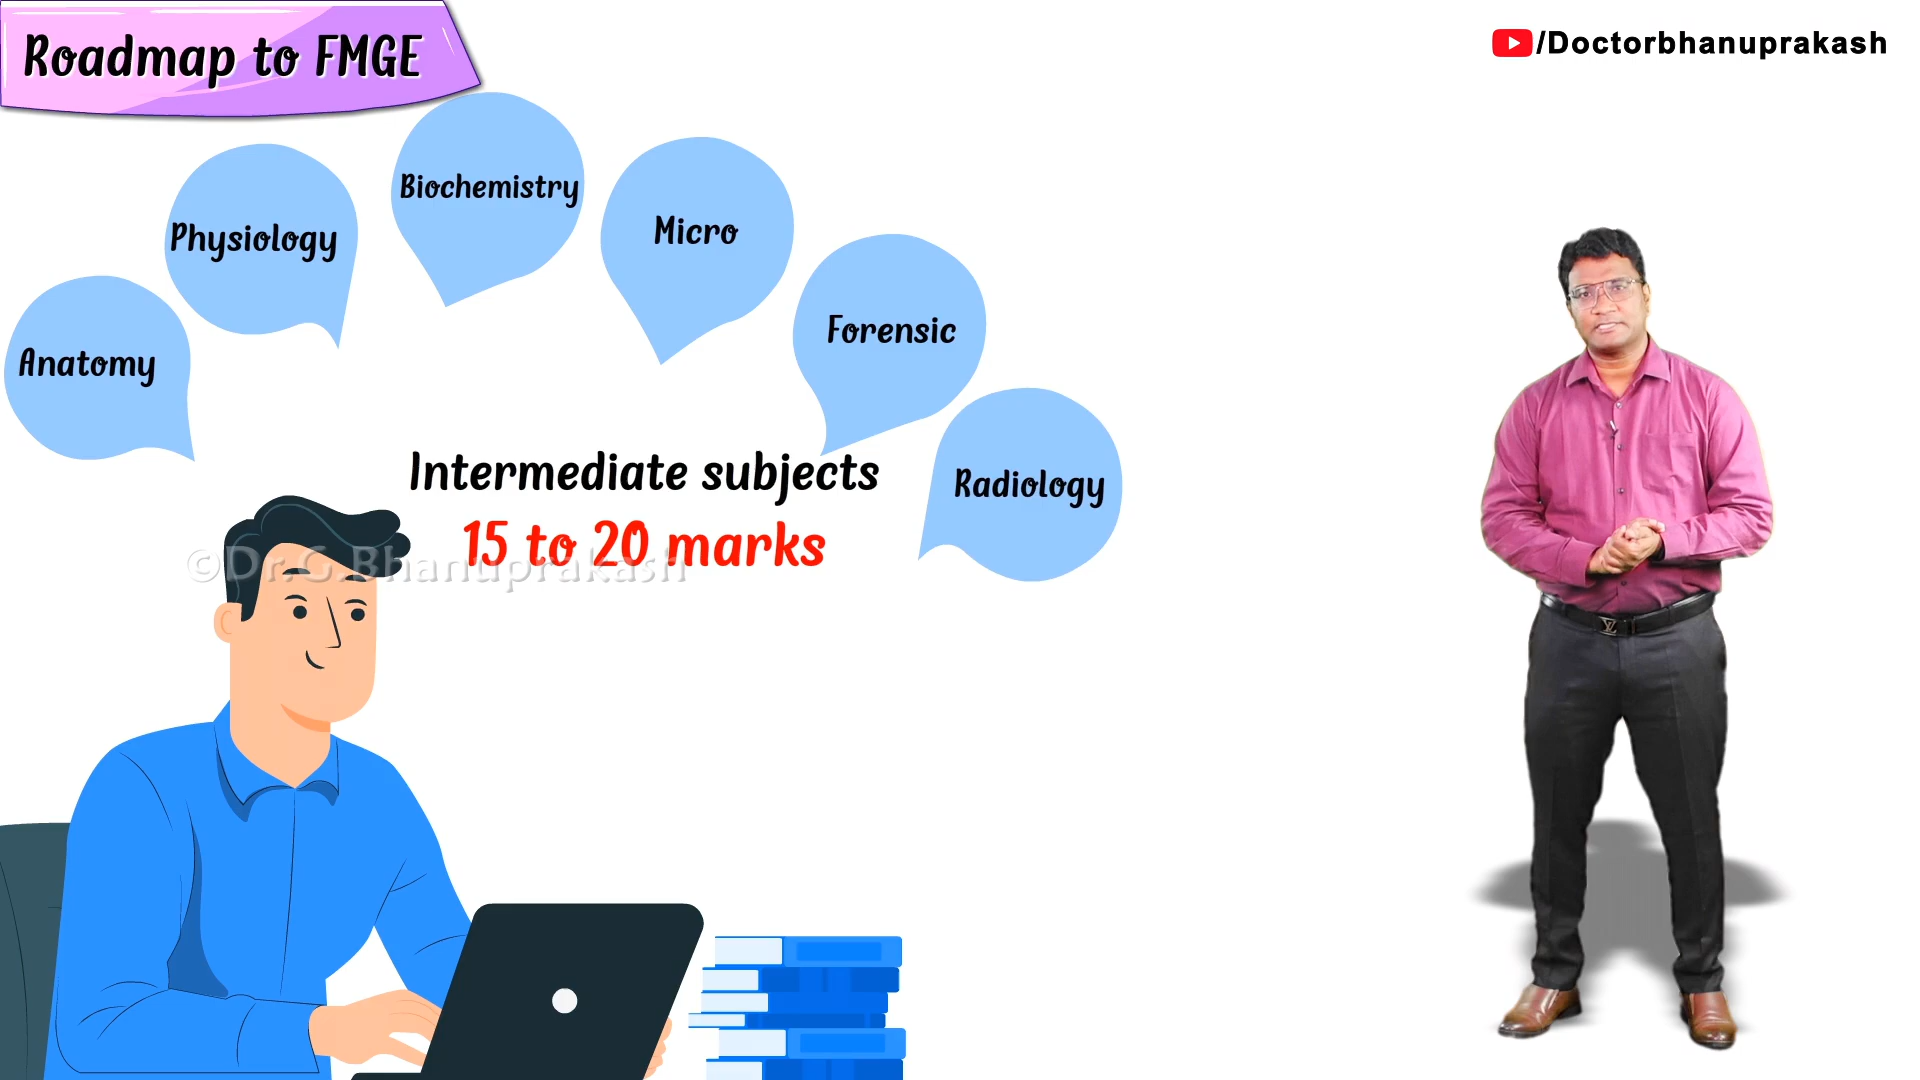 Roadmap to FMGE
/Doctorbhanuprakash
Biochemistry
Physiology
Micro
Forensic
Anatomy
Radiology
Intermediate subjects
15 to 20 marks
©Dr.G.Bhanuprakash